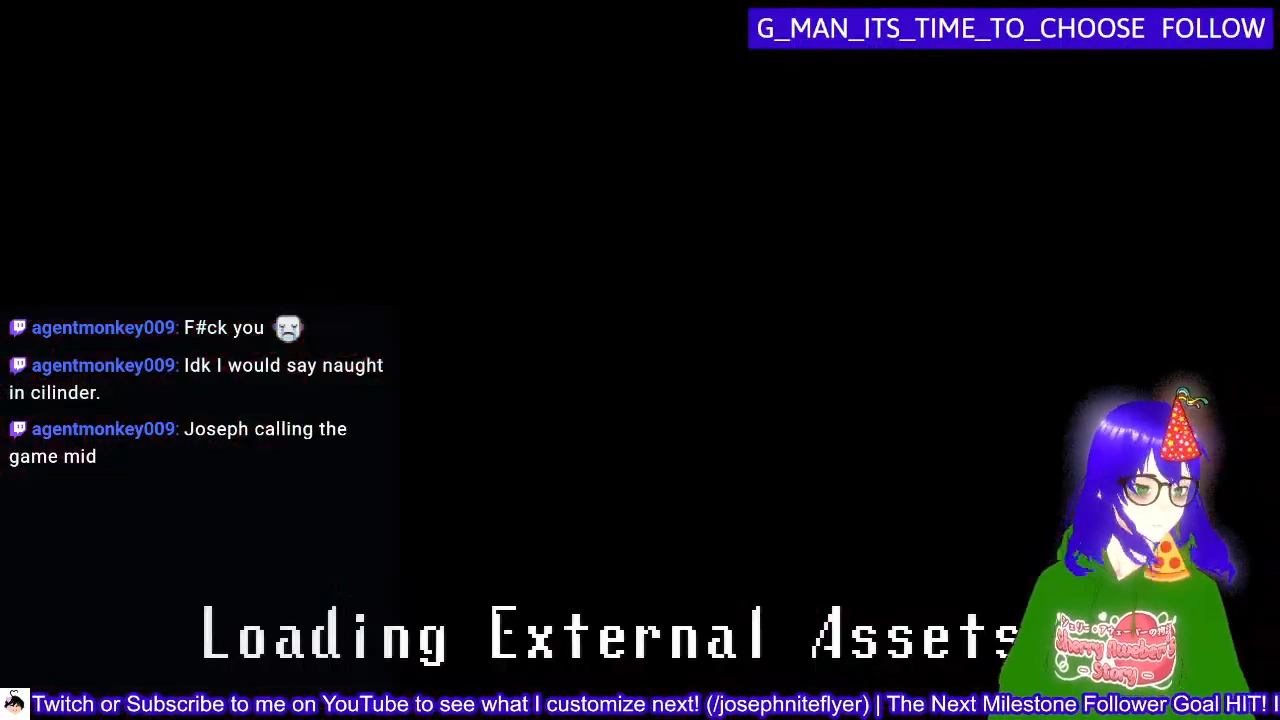 G_MAN_ITS_TIME_TO_CHOOSE FOLLOW
agentmonkey009: F#ck you
agentmonkey009: Idk I would say naught
in cilinder.
agentmonkey009: Joseph calling the
game mid
Loading External Assets
Story
Twitch or Subscribe to me on YouTube to see what I customize next! (/josephniteflyer) | The Next Milestone Follower Goal HIT! I